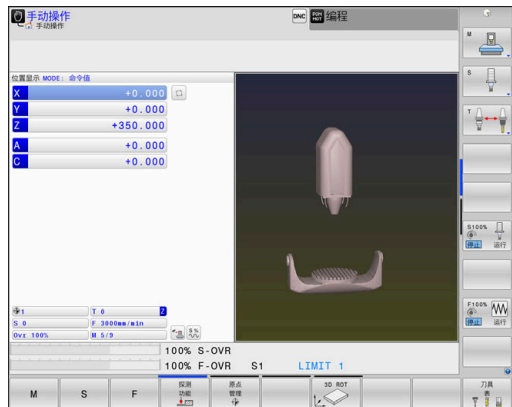 手动操作
手动操作
DNC
PGM MGT
编程
位置显示 MODE: 命令值
X +0.000
Y +0.000
Z +350.000
A +0.000
C +0.000
1 T 0 Z
S 0 F 3000mm/min
Ovr 100% M 5/9
S %
100% S-OVR
100% F-OVR S1 LIMIT 1
M
S
T
S100%
停止 运行
F100%
停止 运行
M
S
F
探测
功能
原点
管理
3D ROT
刀具
表